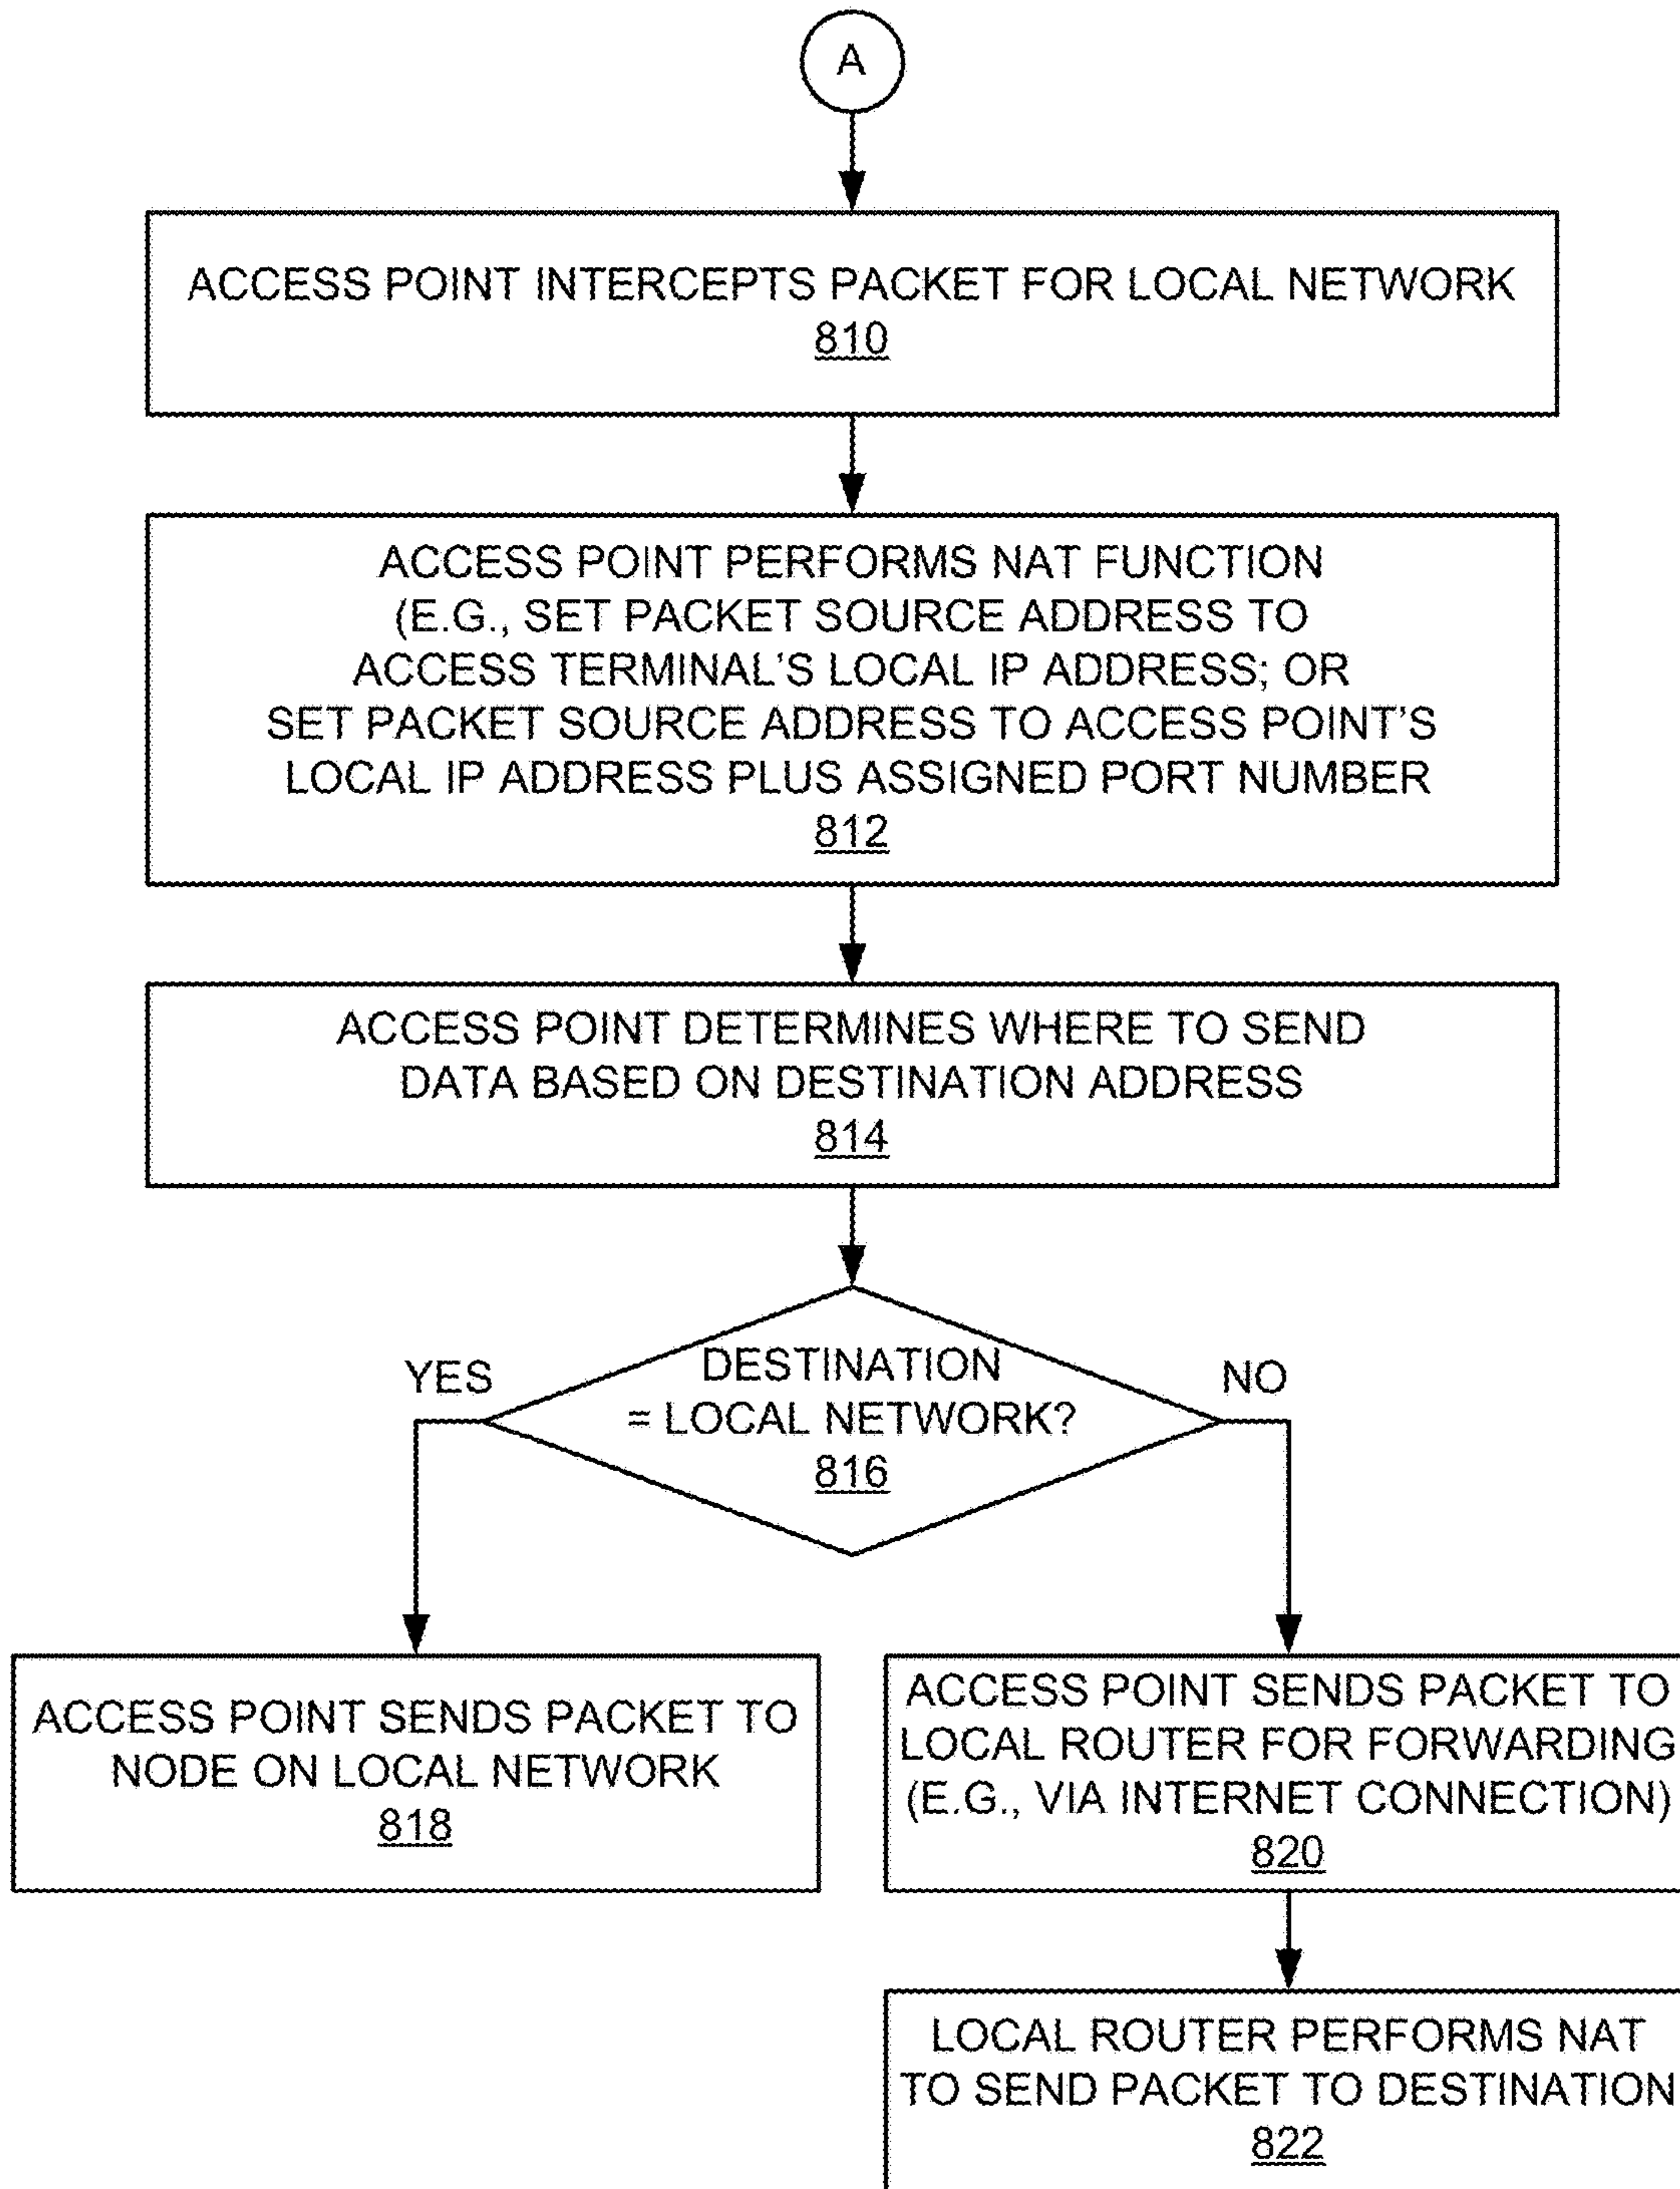 A
ACCESS POINT INTERCEPTS PACKET FOR LOCAL NETWORK
810
ACCESS POINT PERFORMS NAT FUNCTION
(E.G., SET PACKET SOURCE ADDRESS TO
ACCESS TERMINAL'S LOCAL IP ADDRESS; OR
SET PACKET SOURCE ADDRESS TO ACCESS POINT'S
LOCAL IP ADDRESS PLUS ASSIGNED PORT NUMBER
812
ACCESS POINT DETERMINES WHERE TO SEND
DATA BASED ON DESTINATION ADDRESS
814
YES
NO
DESTINATION
= LOCAL NETWORK?
816
ACCESS POINT SENDS PACKET TO
NODE ON LOCAL NETWORK
818
ACCESS POINT SENDS PACKET TO
LOCAL ROUTER FOR FORWARDING
(E.G., VIA INTERNET CONNECTION)
820
LOCAL ROUTER PERFORMS NAT
TO SEND PACKET TO DESTINATION
822